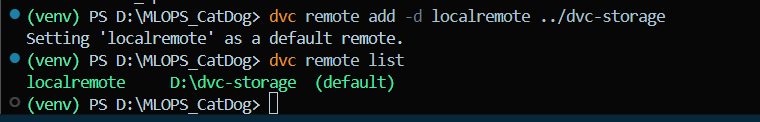 (venv) PS D:\MLOPS_CatDog> dvc remote add -d localremote ../dvc-storage
Setting 'localremote' as a default remote.
(venv) PS D:\MLOPS_CatDog> dvc remote list
localremote     D:\dvc-storage  (default)
(venv) PS D:\MLOPS_CatDog>